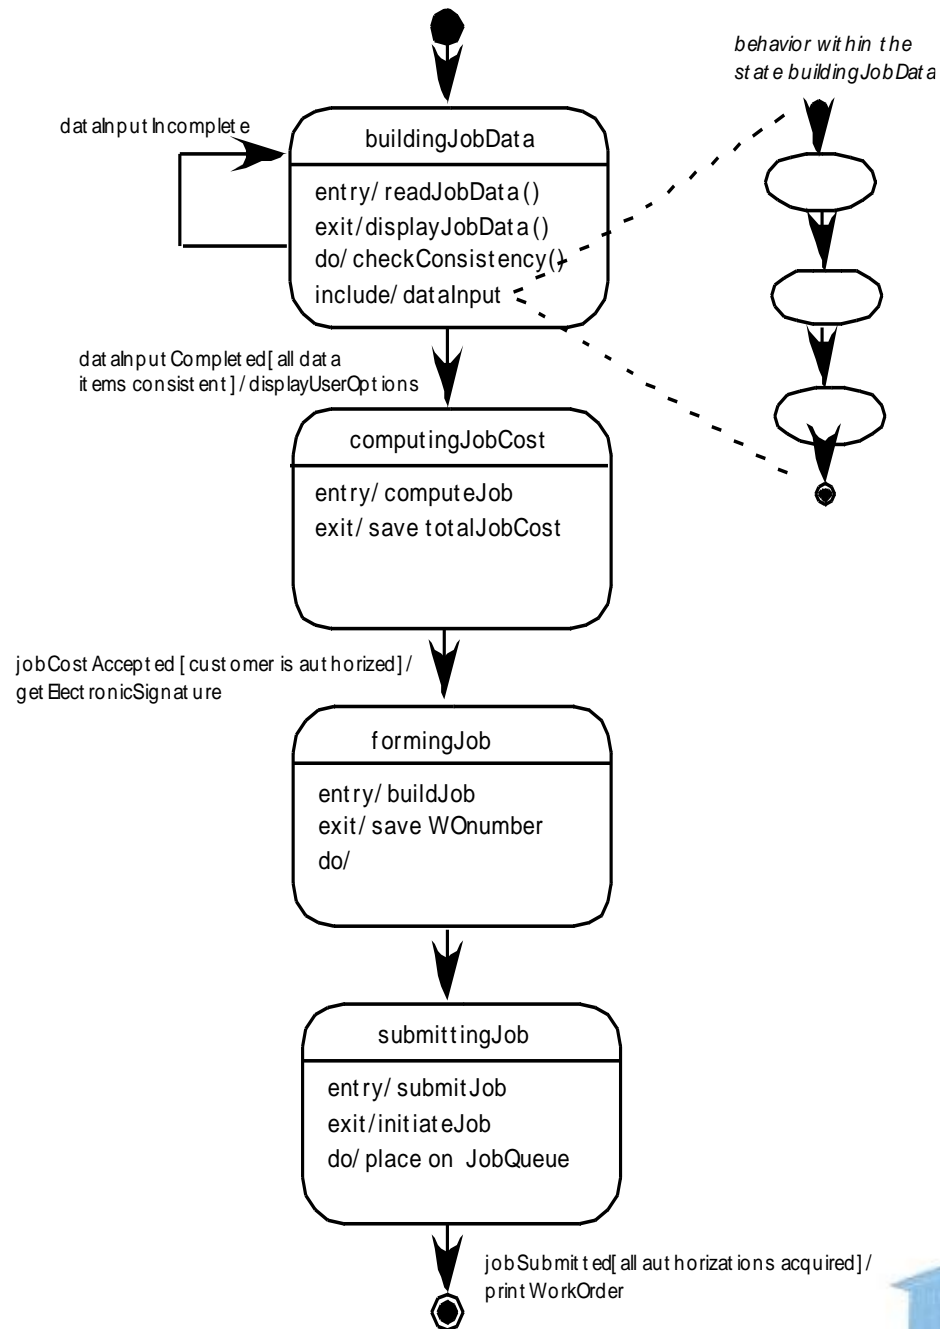 behavior within the
state buildingJobData
dataInputIncomplete
buildingJobData
entry/ readJobData()
exit/displayJobData()
do/ checkConsistency()
include/ dataInput
dataInputCompleted[all data
items consistent]/ displayUserOptions
computingJobCost
entry/ computeJob
exit/ save totalJobCost
jobCostAccepted [customer is authorized]/
getElectronicSignature
formingJob
entry/ buildJob
exit/ save WOnumber
do/
submittingJob
entry/ submitJob
exit/initiateJob
do/ place on JobQueue
jobSubmitted[all authorizations acquired]/
printWorkOrder